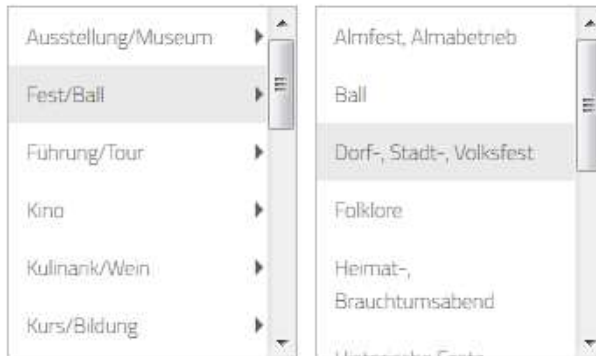 Ausstellung/Museum
Fest/Ball
Führung/Tour
Kino
Kulinarik/Wein
Kurs/Bildung
Almfest, Almabetrieb
Ball
Dorf-, Stadt-, Volksfest
Folklore
Heimat-,
Brauchtumsabend